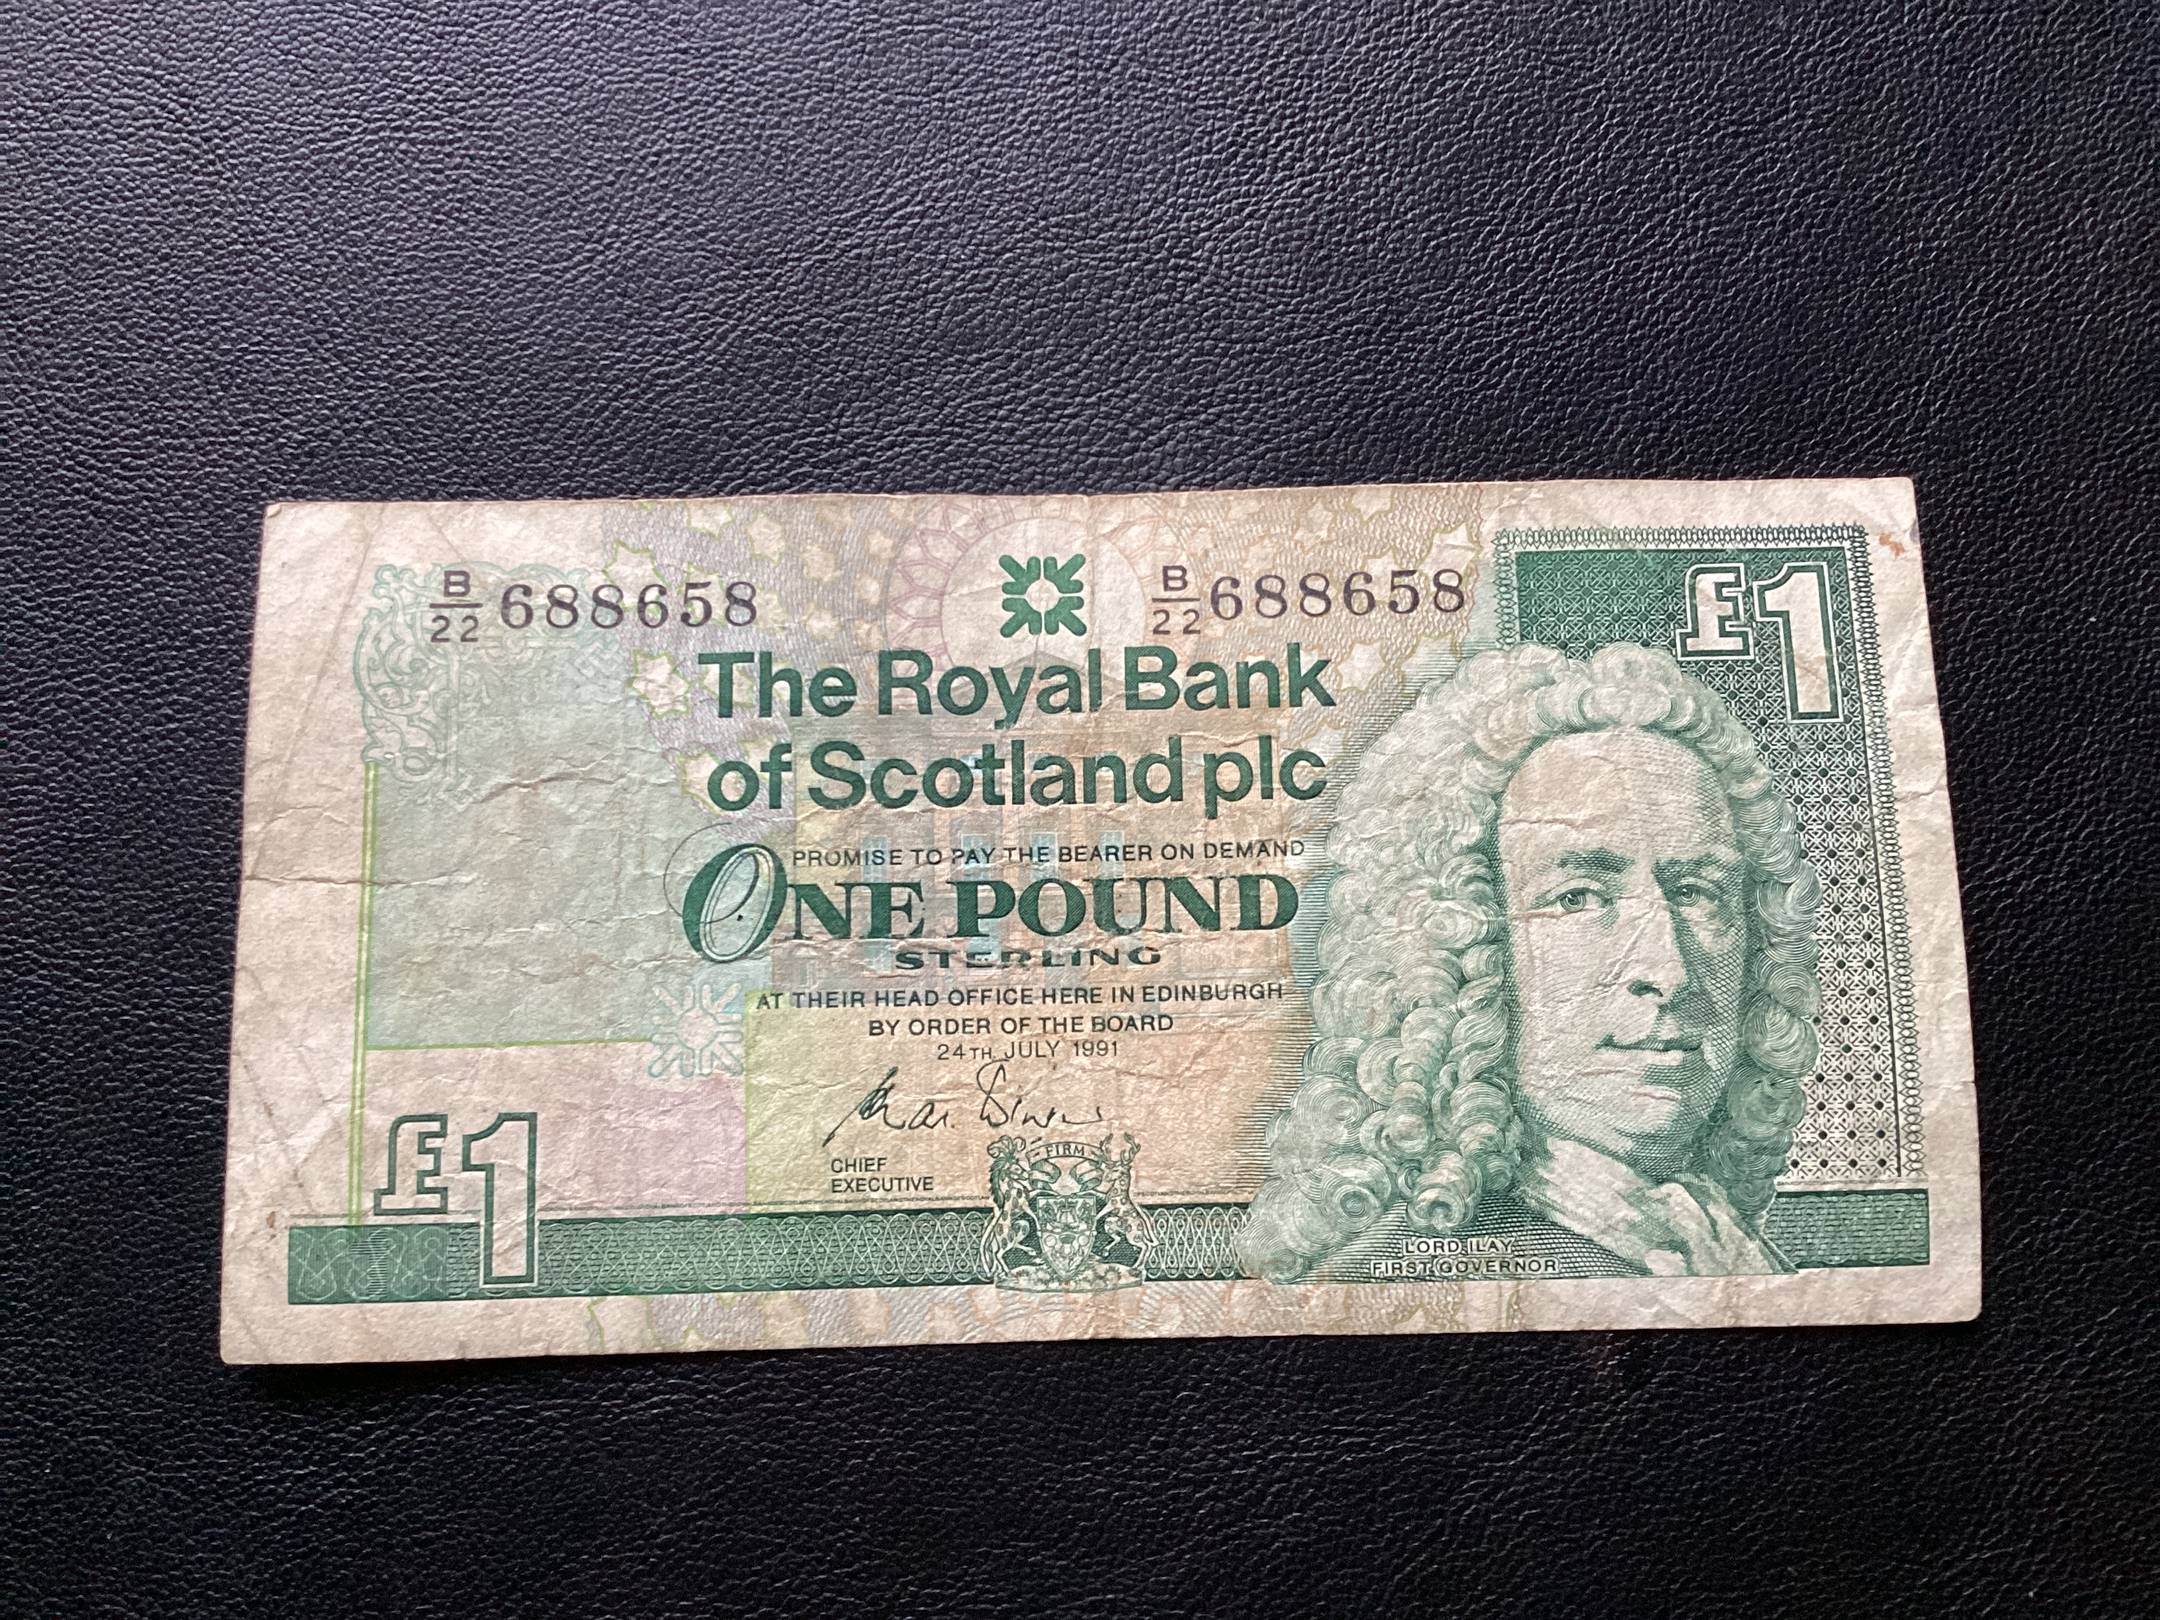 B/22 688658
B/22 688658
£1
The Royal Bank
of Scotland plc
PROMISE TO PAY THE BEARER ON DEMAND
ONE POUND
STERLING
AT THEIR HEAD OFFICE HERE IN EDINBURGH
BY ORDER OF THE BOARD
24TH JULY 1991
CHIEF
EXECUTIVE
FIRM
£1
LORD ILAY
FIRST GOVERNOR